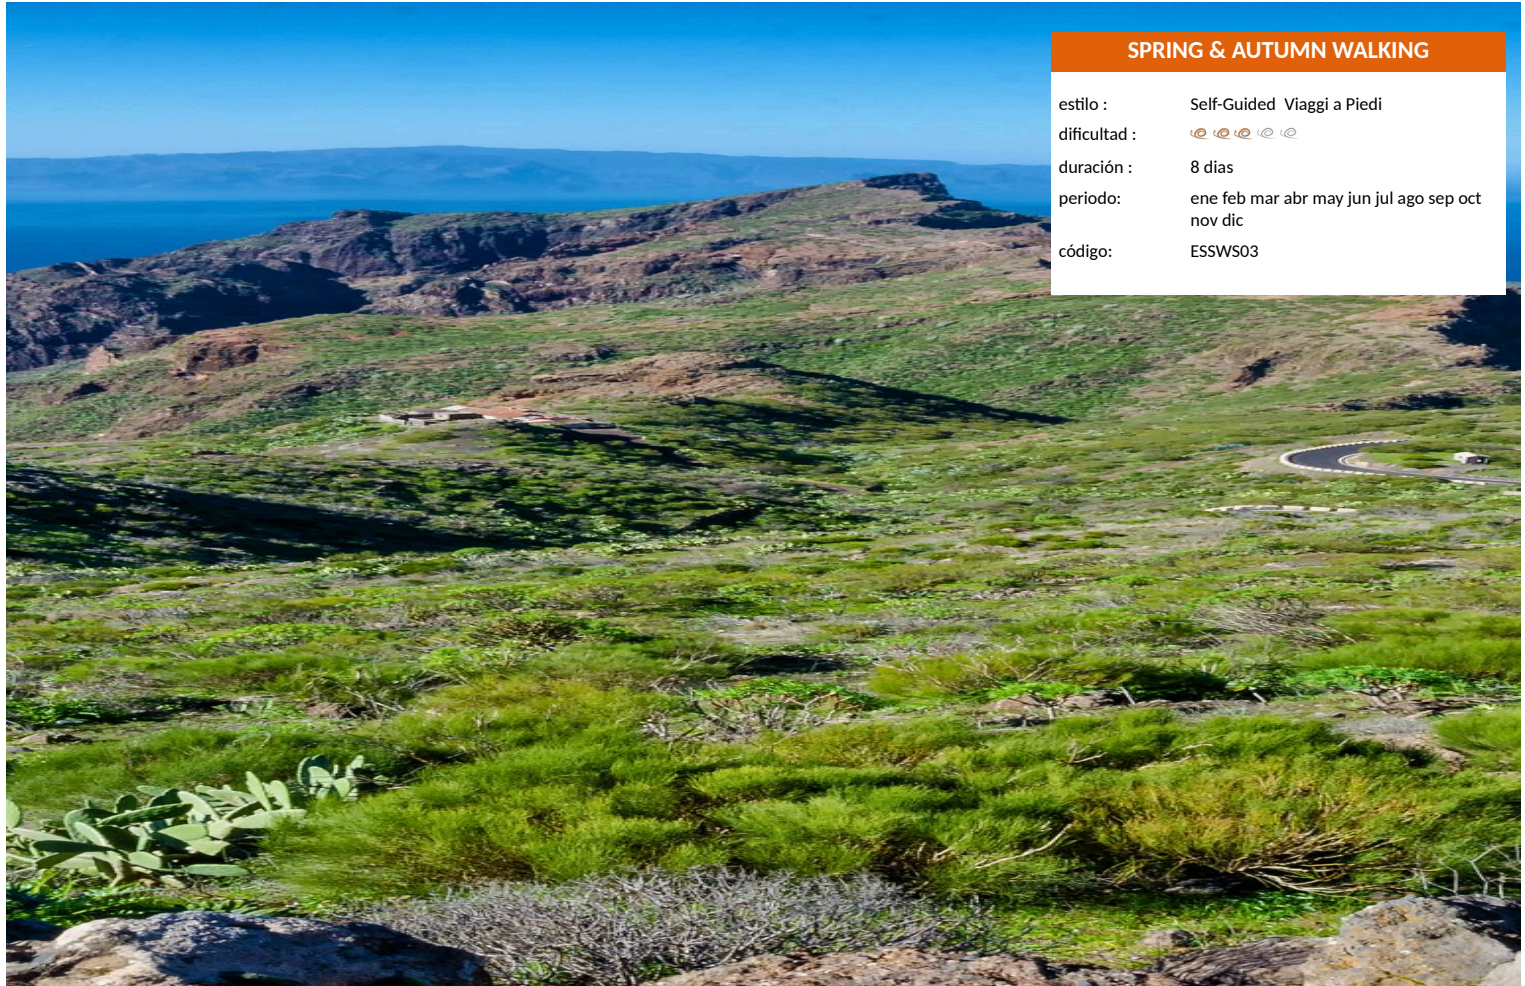 SPRING & AUTUMN WALKING
estilo : Self-Guided  Viaggi a Piedi
dificultad :
duración : 8 dias
periodo: ene feb mar abr may jun jul ago sep oct
nov dic
código: ESSWS03